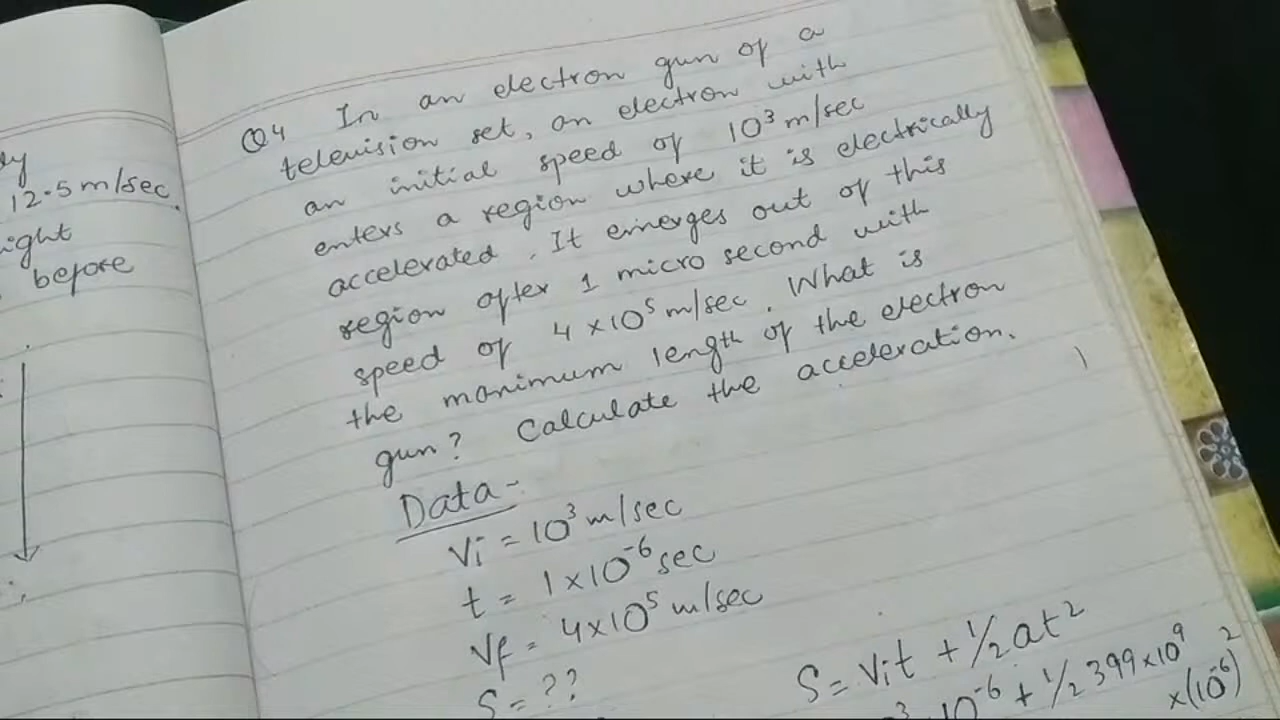 ly
12.5 m/sec.
ight
before
Q4 In an electron gun of a
television set, an electron with
an initial speed of 10³ m/sec
enters a region where it is electrically
accelerated. It emerges out of this
region after 1 micro second with
speed of 4 × 10⁵ m/sec. What is
the manimum length of the electron
gun? Calculate the acceleration.
Data -
Vi = 10³ m/sec
t = 1 × 10⁻⁶ sec
Vf = 4×10⁵ m/sec
S = ??
S = Vit + ½ at²
10⁻⁶ + ½ 399 × 10⁹
× (10⁻⁶)²